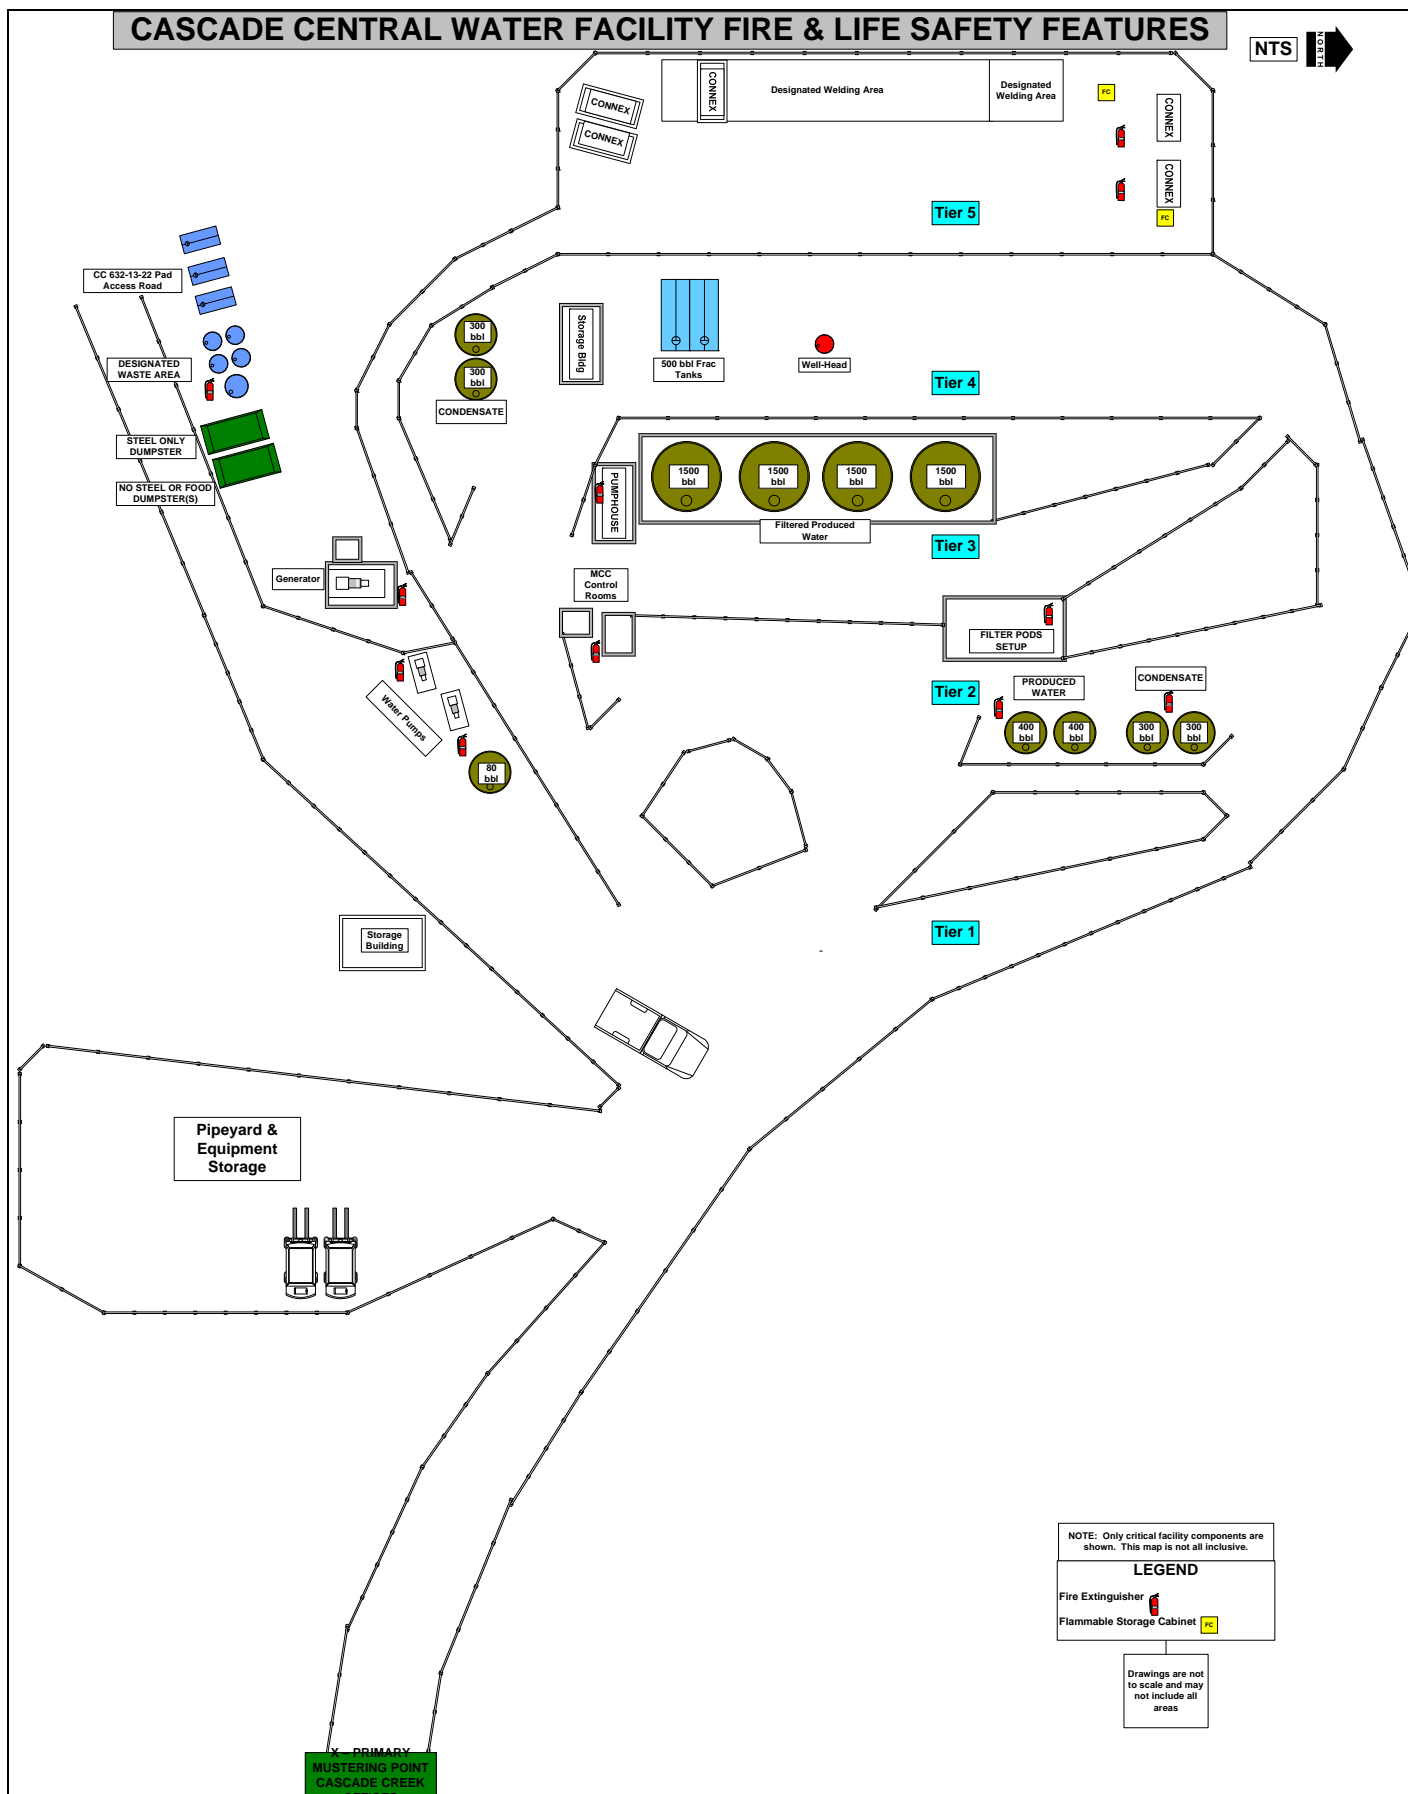 CASCADE CENTRAL WATER FACILITY FIRE & LIFE SAFETY FEATURES
NTS
NORTH
CONNEX
CONNEX
CONNEX
Designated Welding Area
Designated
Welding Area
FC
CONNEX
CONNEX
FC
Tier 5
CC 632-13-22 Pad
Access Road
DESIGNATED
WASTE AREA
STEEL ONLY
DUMPSTER
NO STEEL OR FOOD
DUMPSTER(S)
300
bbl
300
bbl
CONDENSATE
Storage Bldg
500 bbl Frac
Tanks
Well-Head
Tier 4
PUMPHOUSE
1500
bbl
1500
bbl
1500
bbl
1500
bbl
Filtered Produced
Water
Tier 3
Generator
MCC
Control
Rooms
FILTER PODS
SETUP
Water Pumps
80
bbl
Tier 2
PRODUCED
WATER
CONDENSATE
400
bbl
400
bbl
300
bbl
300
bbl
Storage
Building
Tier 1
Pipeyard &
Equipment
Storage
NOTE: Only critical facility components are
shown. This map is not all inclusive.
LEGEND
Fire Extinguisher
Flammable Storage Cabinet
FC
Drawings are not
to scale and may
not include all
areas
X – PRIMARY
MUSTERING POINT
CASCADE CREEK